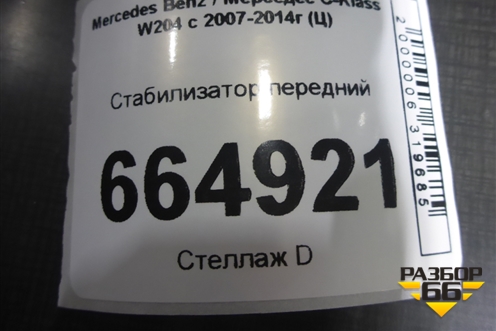 Mercedes Benz / Мерседес C-Klass
W204 с 2007-2014г (Ц)
Стабилизатор передний
664921
Стеллаж D
2000006319685
РАЗБОР
66